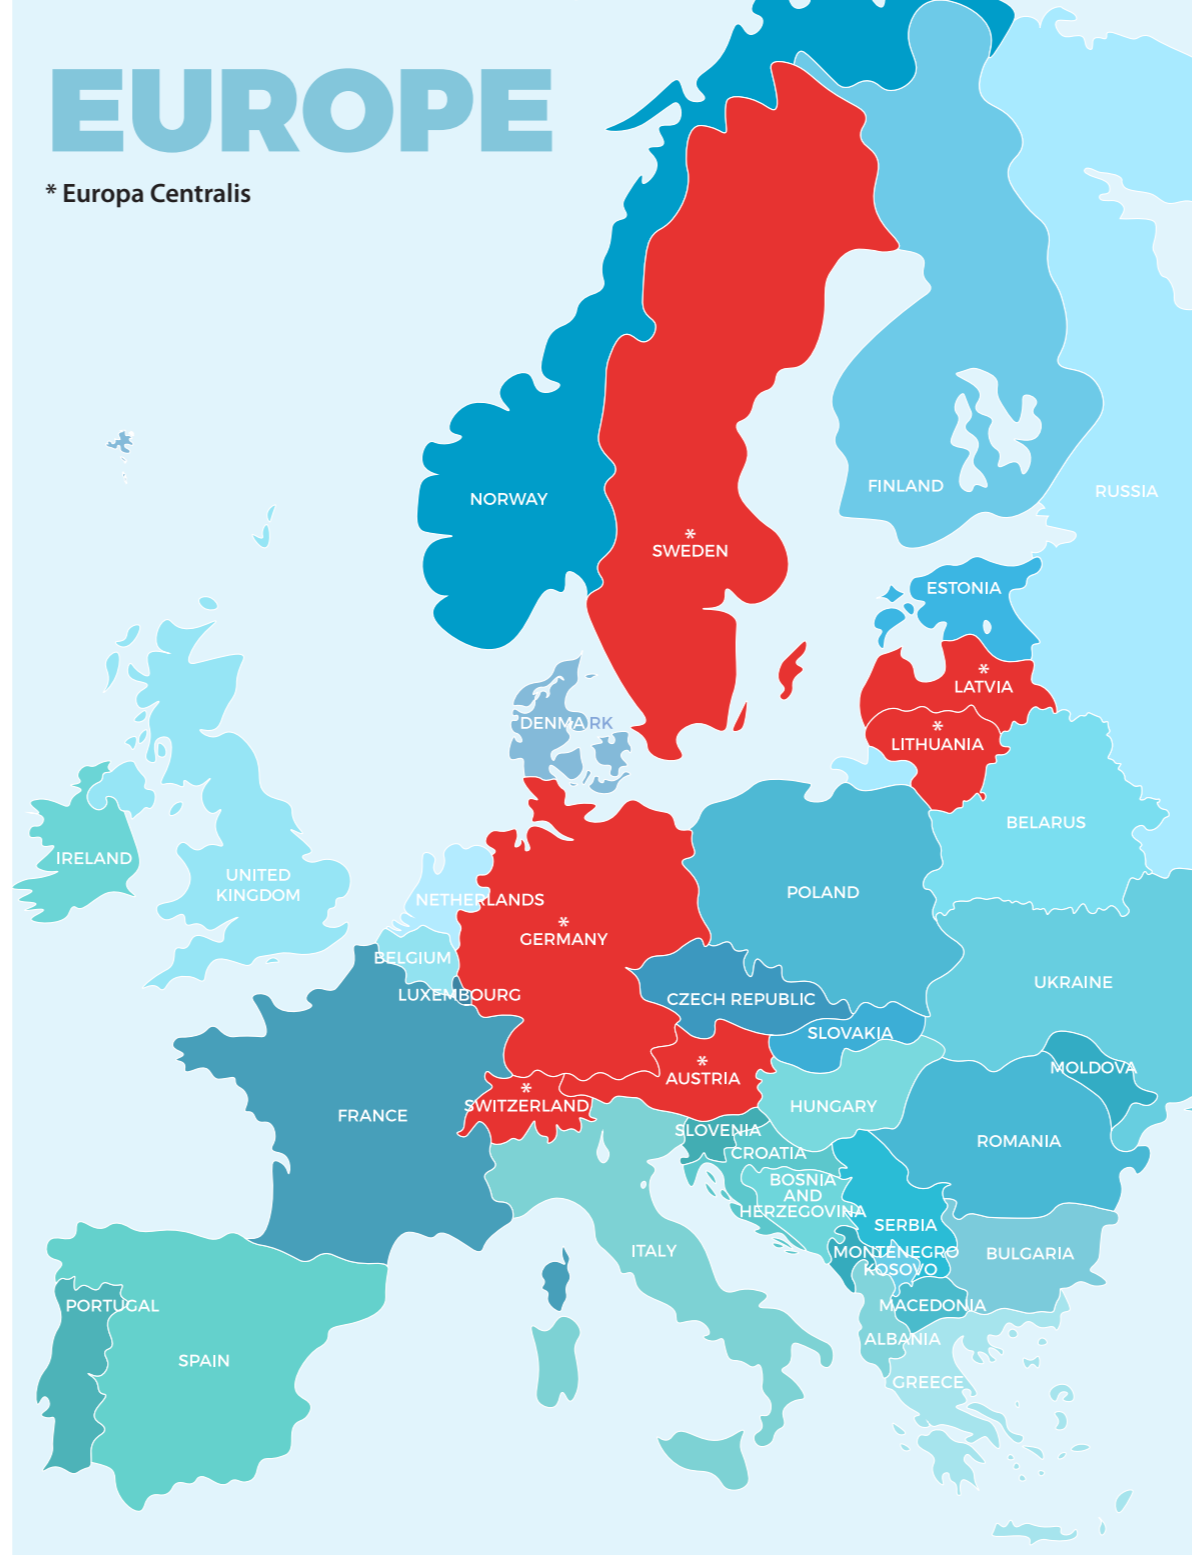 EUROPE
* Europa Centralis
NORWAY
FINLAND
RUSSIA
*
SWEDEN
ESTONIA
*
LATVIA
*
LITHUANIA
DENMARK
BELARUS
IRELAND
UNITED
KINGDOM
NETHERLANDS
POLAND
*
GERMANY
BELGIUM
UKRAINE
LUXEMBOURG
CZECH REPUBLIC
SLOVAKIA
*
AUSTRIA
MOLDOVA
*
SWITZERLAND
HUNGARY
FRANCE
SLOVENIA
ROMANIA
CROATIA
BOSNIA
AND
HERZEGOVINA
SERBIA
ITALY
MONTENEGRO
BULGARIA
KOSOVO
PORTUGAL
MACEDONIA
ALBANIA
SPAIN
GREECE